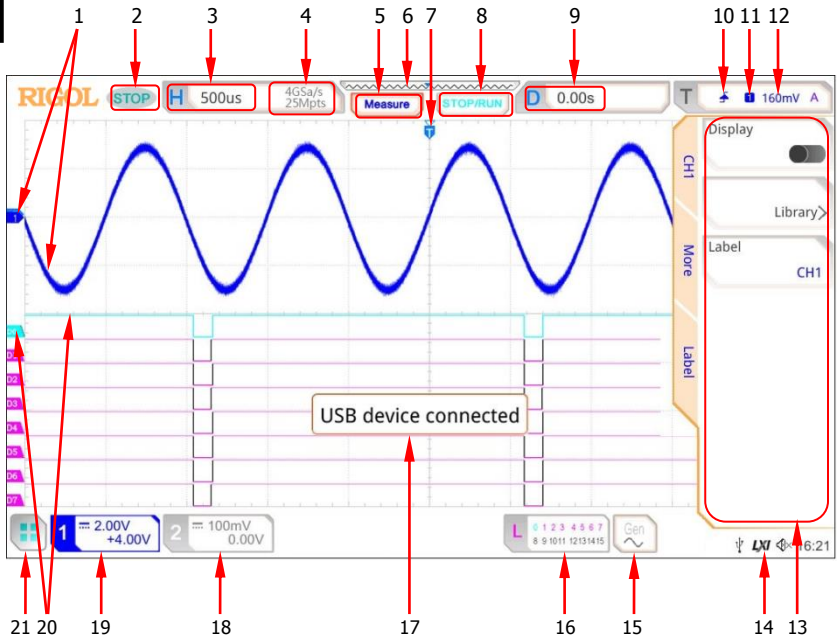 1 2 3 4 5 6 7 8 9 10 11 12
RIGOL STOP H 500us 4GSa/s Measure STOP/RUN D 0.00s T 1 160mV A
25Mpts
T
Display
CH1
Library>
1
More
Label
CH1
Label
D1
D2
D3
D4
D5
D6
D7
USB device connected
1 2.00V 2 100mV L 0 1 2 3 4 5 6 7 Gen
+4.00V 0.00V 8 9 10 11 12 13 14 15
LXI 16:21
21 20 19 18 17 16 15 14 13